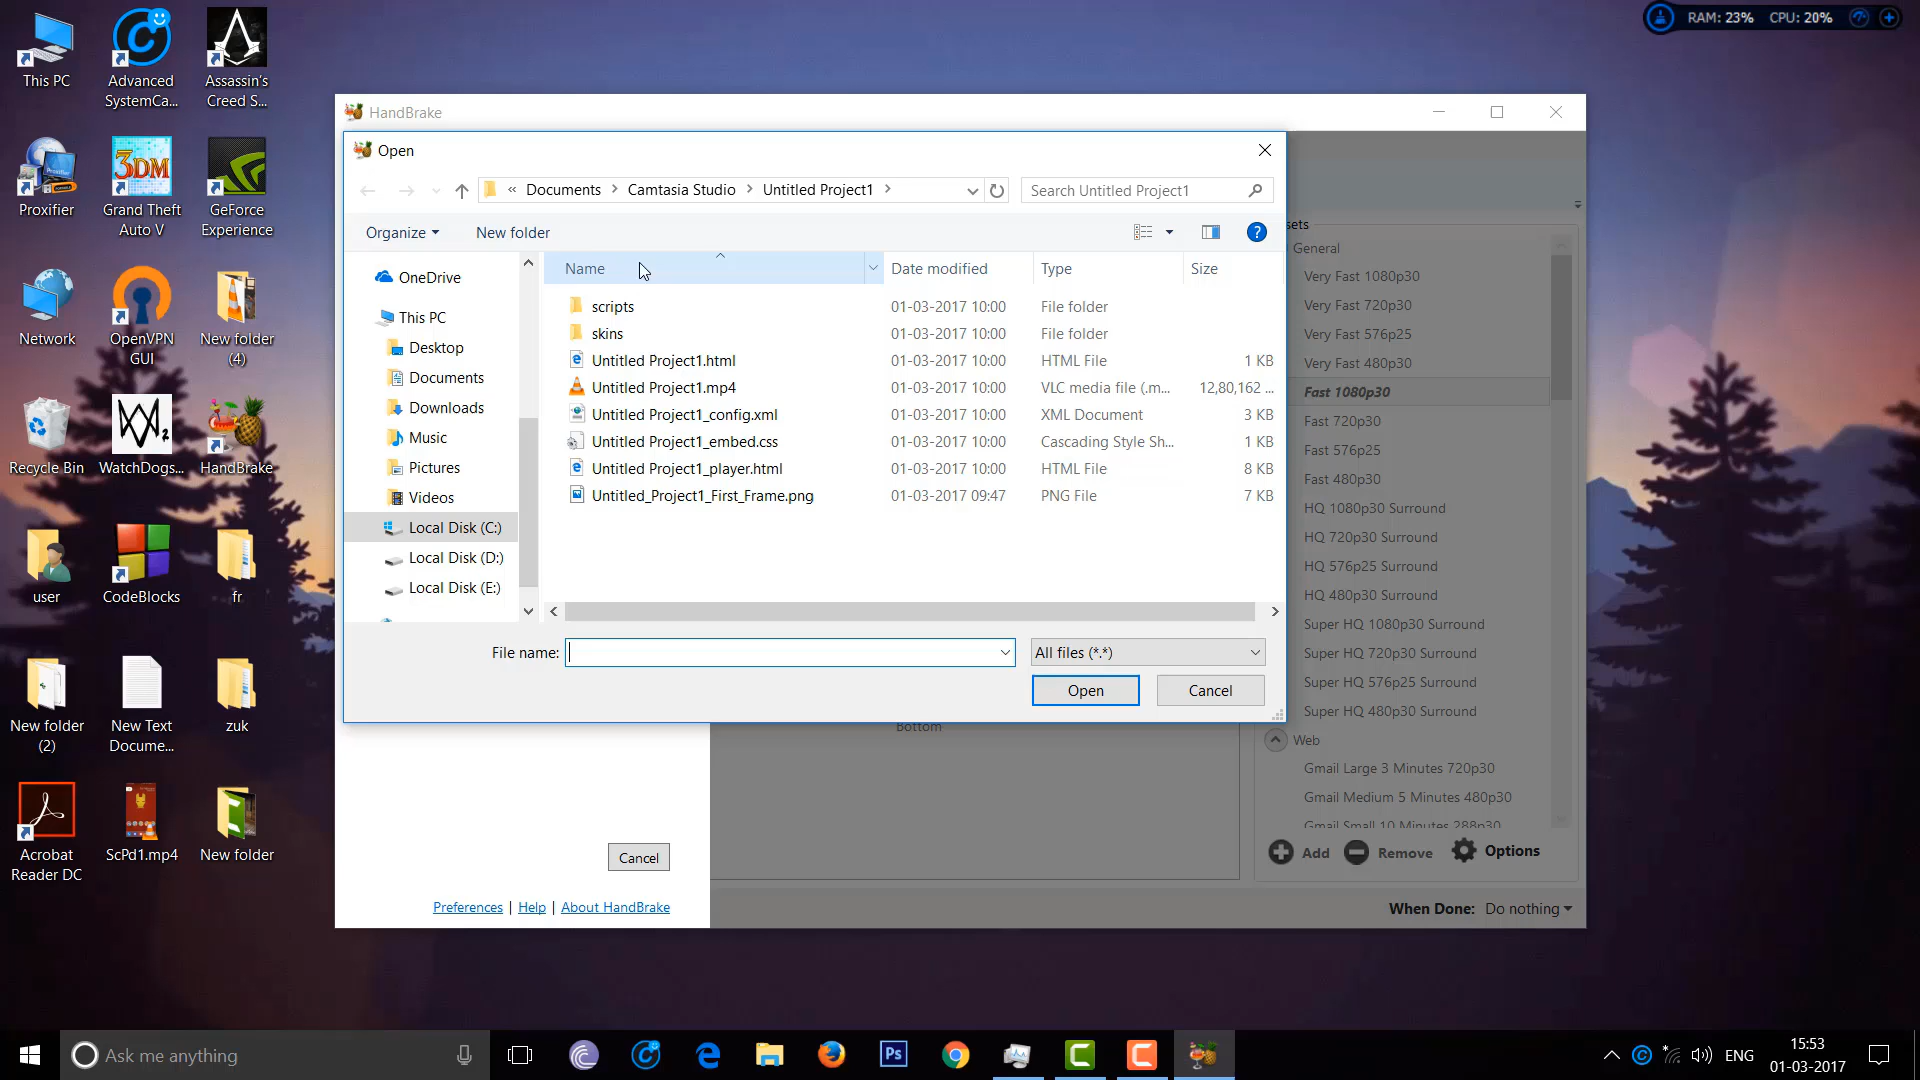 RAM: 23% CPU: 20%
This PC
Advanced
SystemCa...
Assassin's
Creed S...
Proxifier
Grand Theft
Auto V
GeForce
Experience
Network
OpenVPN
GUI
New folder
(4)
Recycle Bin
WatchDogs...
HandBrake
user
CodeBlocks
fr
New folder
(2)
New Text
Docume...
zuk
Acrobat
Reader DC
ScPd1.mp4
New folder
HandBrake
Open
« Documents > Camtasia Studio > Untitled Project1 >
Search Untitled Project1
Organize
New folder
OneDrive
This PC
Desktop
Documents
Downloads
Music
Pictures
Videos
Local Disk (C:)
Local Disk (D:)
Local Disk (E:)
Name Date modified Type Size
scripts 01-03-2017 10:00 File folder
skins 01-03-2017 10:00 File folder
Untitled Project1.html 01-03-2017 10:00 HTML File 1 KB
Untitled Project1.mp4 01-03-2017 10:00 VLC media file (.m... 12,80,162 ...
Untitled Project1_config.xml 01-03-2017 10:00 XML Document 3 KB
Untitled Project1_embed.css 01-03-2017 10:00 Cascading Style Sh... 1 KB
Untitled Project1_player.html 01-03-2017 10:00 HTML File 8 KB
Untitled_Project1_First_Frame.png 01-03-2017 09:47 PNG File 7 KB
File name:
All files (*.*)
Open
Cancel
sets
General
Very Fast 1080p30
Very Fast 720p30
Very Fast 576p25
Very Fast 480p30
Fast 1080p30
Fast 720p30
Fast 576p25
Fast 480p30
HQ 1080p30 Surround
HQ 720p30 Surround
HQ 576p25 Surround
HQ 480p30 Surround
Super HQ 1080p30 Surround
Super HQ 720p30 Surround
Super HQ 576p25 Surround
Super HQ 480p30 Surround
Web
Gmail Large 3 Minutes 720p30
Gmail Medium 5 Minutes 480p30
Gmail Small 10 Minutes 288p30
Add
Remove
Options
Bottom
Cancel
Preferences | Help | About HandBrake
When Done: Do nothing
Ask me anything
Ps
ENG
15:53
01-03-2017
3DM